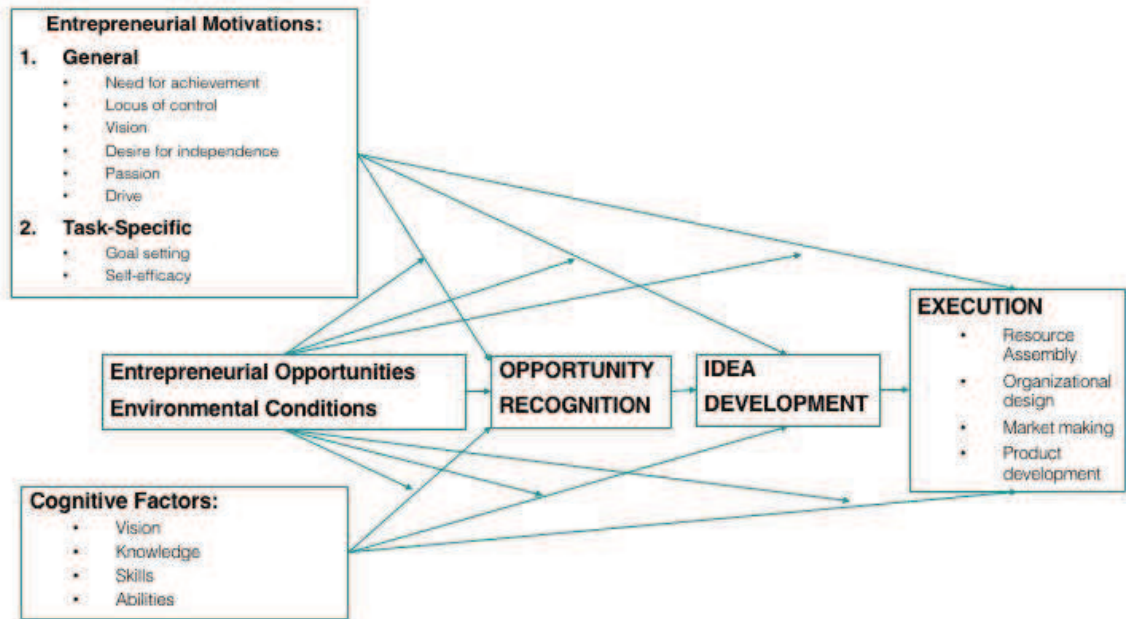 Entrepreneurial Motivations:
1. General
• Need for achievement
• Locus of control
• Vision
• Desire for independence
• Passion
• Drive
2. Task-Specific
• Goal setting
• Self-efficacy
Entrepreneurial Opportunities
Environmental Conditions
OPPORTUNITY
RECOGNITION
IDEA
DEVELOPMENT
EXECUTION
• Resource
Assembly
• Organizational
design
• Market making
• Product
development
Cognitive Factors:
• Vision
• Knowledge
• Skills
• Abilities